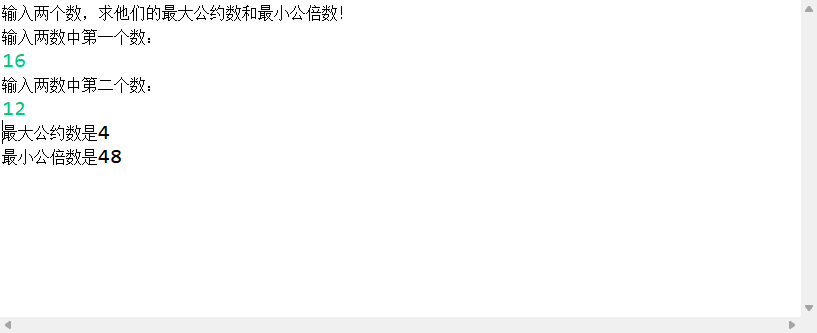 输入两个数，求他们的最大公约数和最小公倍数！
输入两数中第一个数：
16
输入两数中第二个数：
12
最大公约数是4
最小公倍数是48